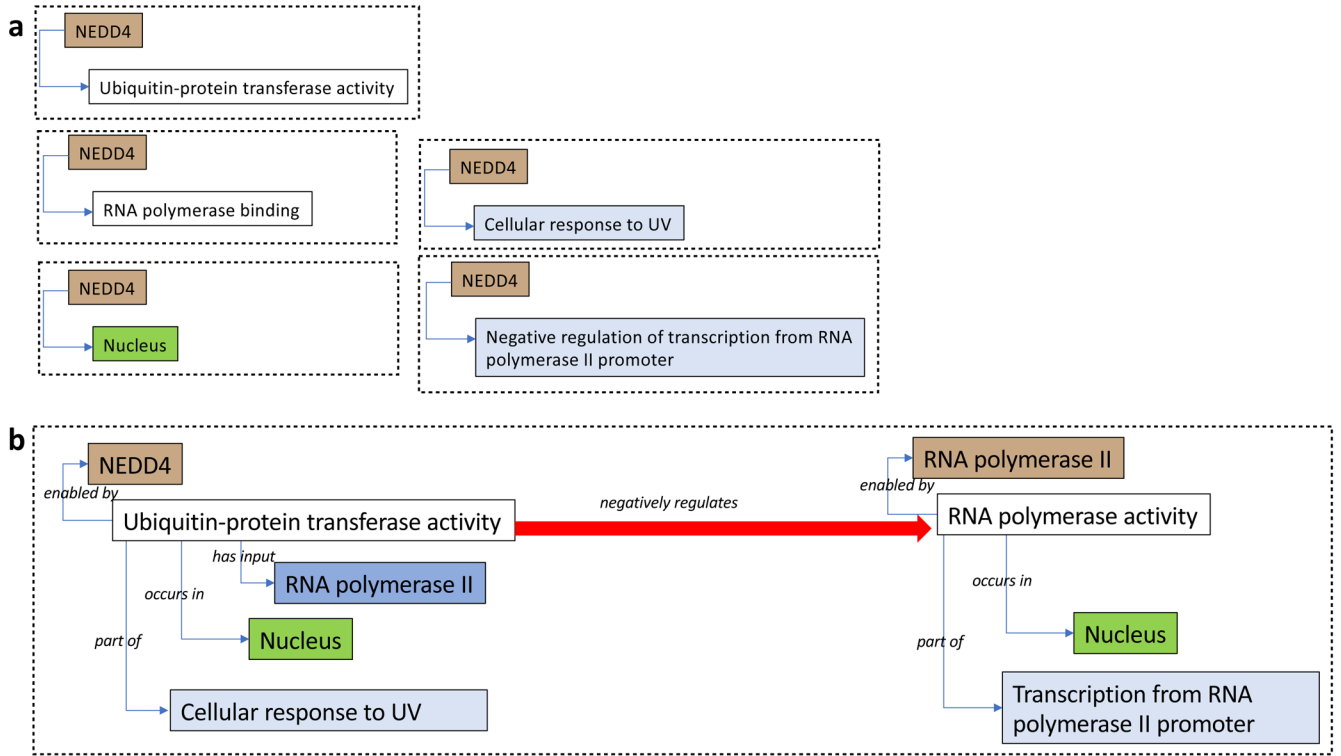 a
NEDD4
Ubiquitin-protein transferase activity
NEDD4
RNA polymerase binding
NEDD4
Cellular response to UV
NEDD4
Nucleus
NEDD4
Negative regulation of transcription from RNA
polymerase II promoter
b
NEDD4
enabled by
Ubiquitin-protein transferase activity
has input
RNA polymerase II
occurs in
Nucleus
part of
Cellular response to UV
negatively regulates
RNA polymerase II
enabled by
RNA polymerase activity
occurs in
Nucleus
part of
Transcription from RNA
polymerase II promoter